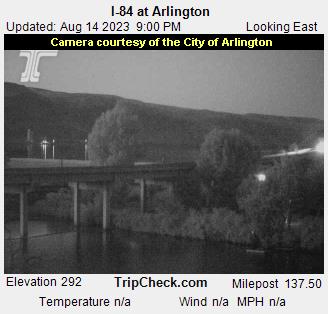 I-84 at Arlington
Updated: Aug 14 2023 9:00 PM Looking East
Camera courtesy of the City of Arlington
Elevation 292 TripCheck.com Milepost 137.50
Temperature n/a Wind n/a MPH n/a